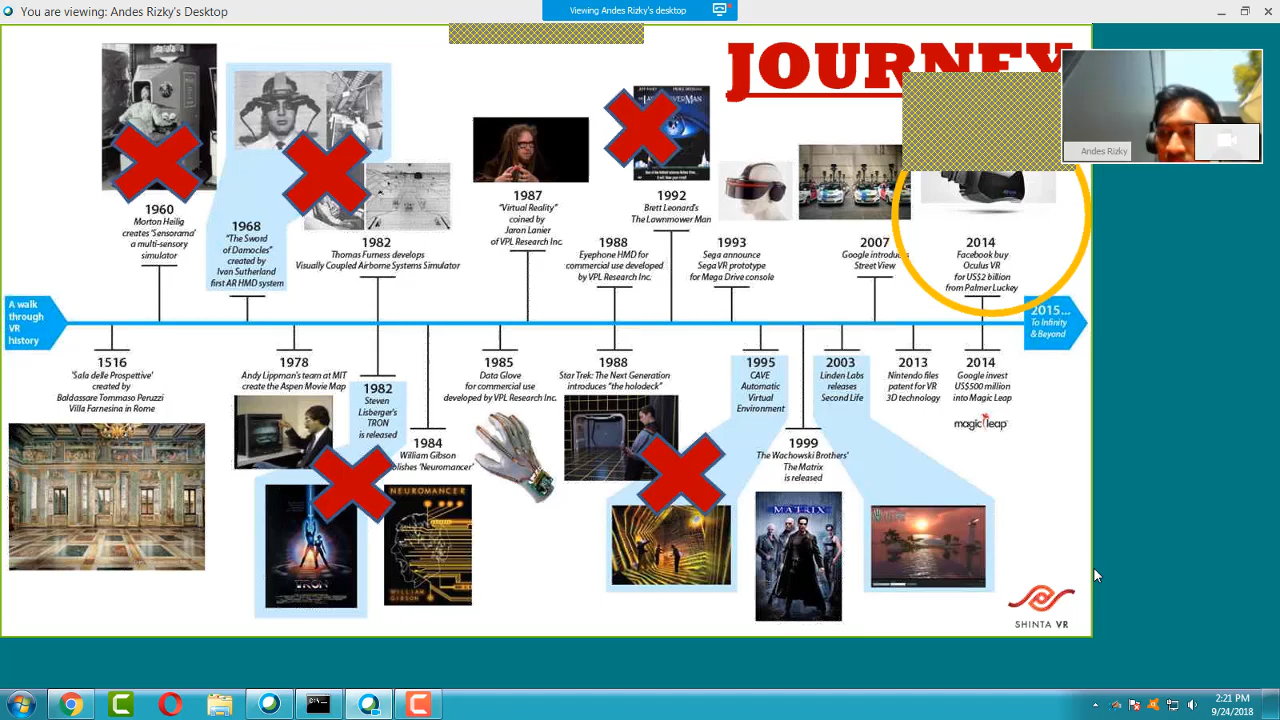 You are viewing: Andes Rizky's Desktop
Viewing Andes Rizky's desktop
JOURNEY
Andes Rizky
1960
Morton Heilig
creates 'Sensorama'
a multi-sensory
simulator
1968
"The Sword
of Damocles"
created by
Ivan Sutherland
first AR HMD system
1982
Thomas Furness develops
Visually Coupled Airborne Systems Simulator
1987
"Virtual Reality"
coined by
Jaron Lanier
of VPL Research Inc.
1988
Eyephone HMD for
commercial use developed
by VPL Research Inc.
1992
Brett Leonard's
The Lawnmower Man
1993
Sega announce
Sega VR prototype
for Mega Drive console
2007
Google introduce
Street View
2014
Facebook buy
Oculus VR
for US$2 billion
from Palmer Luckey
A walk
through
VR
history
2015...
To Infinity
& Beyond
1516
'Sala delle Prospettive'
created by
Baldassare Tommaso Peruzzi
Villa Farnesina in Rome
1978
Andy Lippman's team at MIT
create the Aspen Movie Map
1982
Steven
Lisberger's
TRON
is released
1984
William Gibson
'Neuromancer'
1985
Data Glove
for commercial use
developed by VPL Research Inc.
1988
Star Trek: The Next Generation
introduces "the holodeck"
1995
CAVE
Automatic
Virtual
Environment
1999
The Wachowski Brothers'
The Matrix
is released
2003
Linden Labs
releases
Second Life
2013
Nintendo files
patent for VR
3D technology
2014
Google invest
US$500 million
into Magic Leap
magic leap
TRON
NEUROMANCER
WILLIAM
GIBSON
MATRIX
SHINTA VR
2:21 PM
9/24/2018